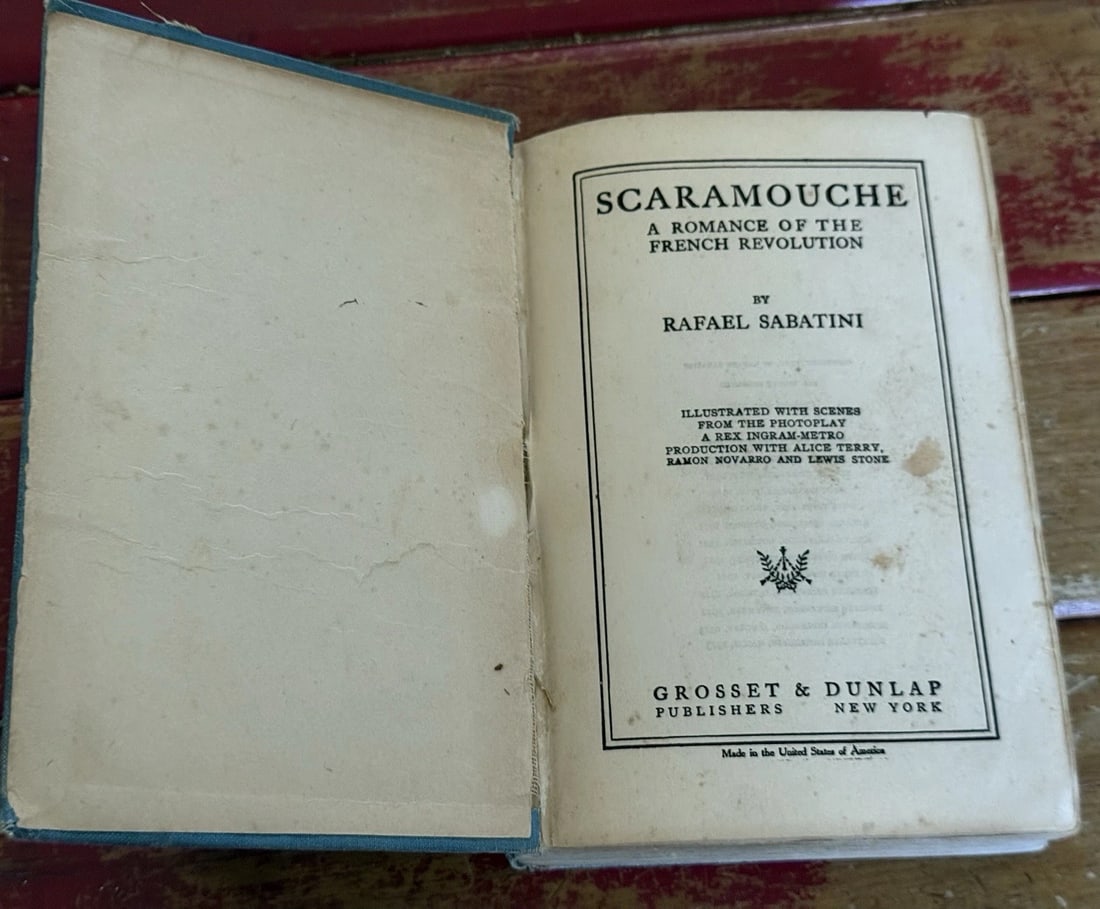 SCARAMOUCHE
A ROMANCE OF THE
FRENCH REVOLUTION
BY
RAFAEL SABATINI
ILLUSTRATED WITH SCENES
FROM THE PHOTOPLAY
A REX INGRAM-METRO
PRODUCTION WITH ALICE TERRY,
RAMON NOVARRO AND LEWIS STONE
GROSSET & DUNLAP
PUBLISHERS NEW YORK
Made in the United States of America